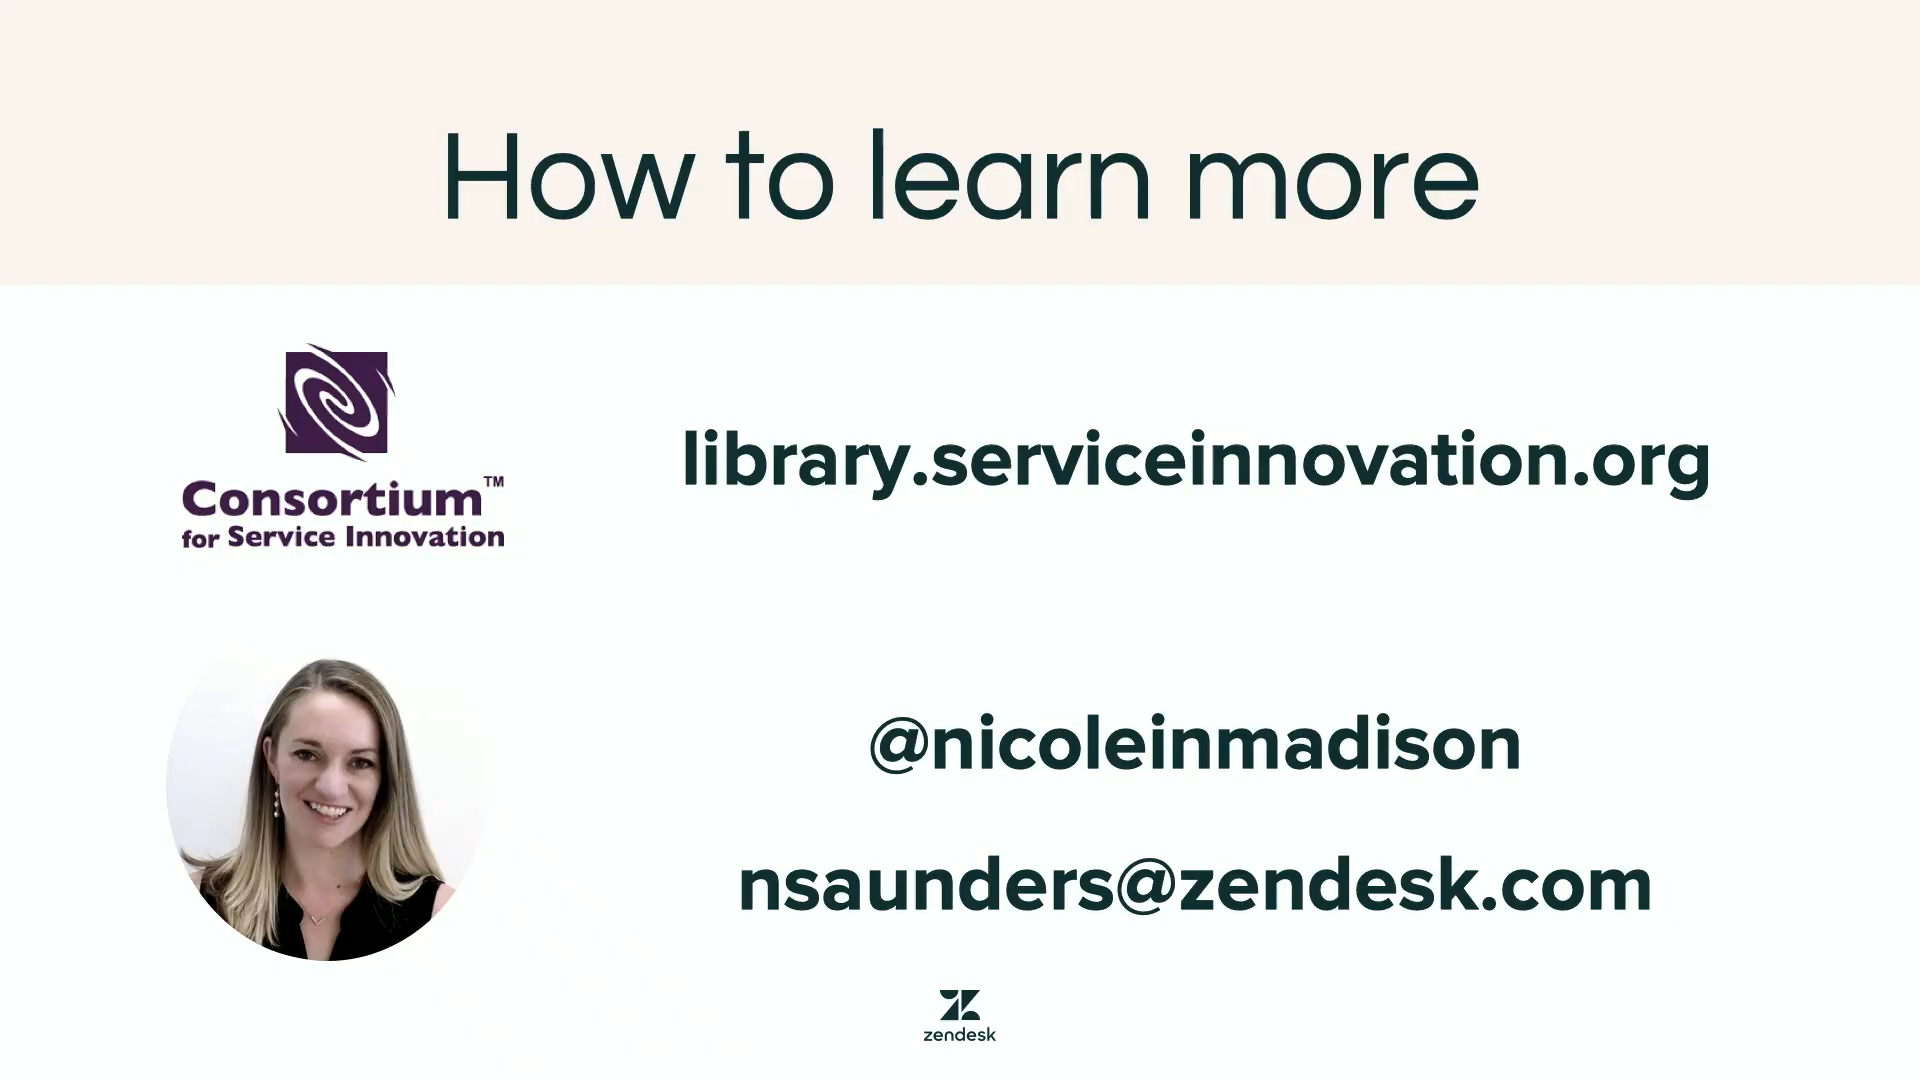 How to learn more
Consortium™
for Service Innovation
library.serviceinnovation.org
@nicoleinmadison
nsaunders@zendesk.com
zendesk